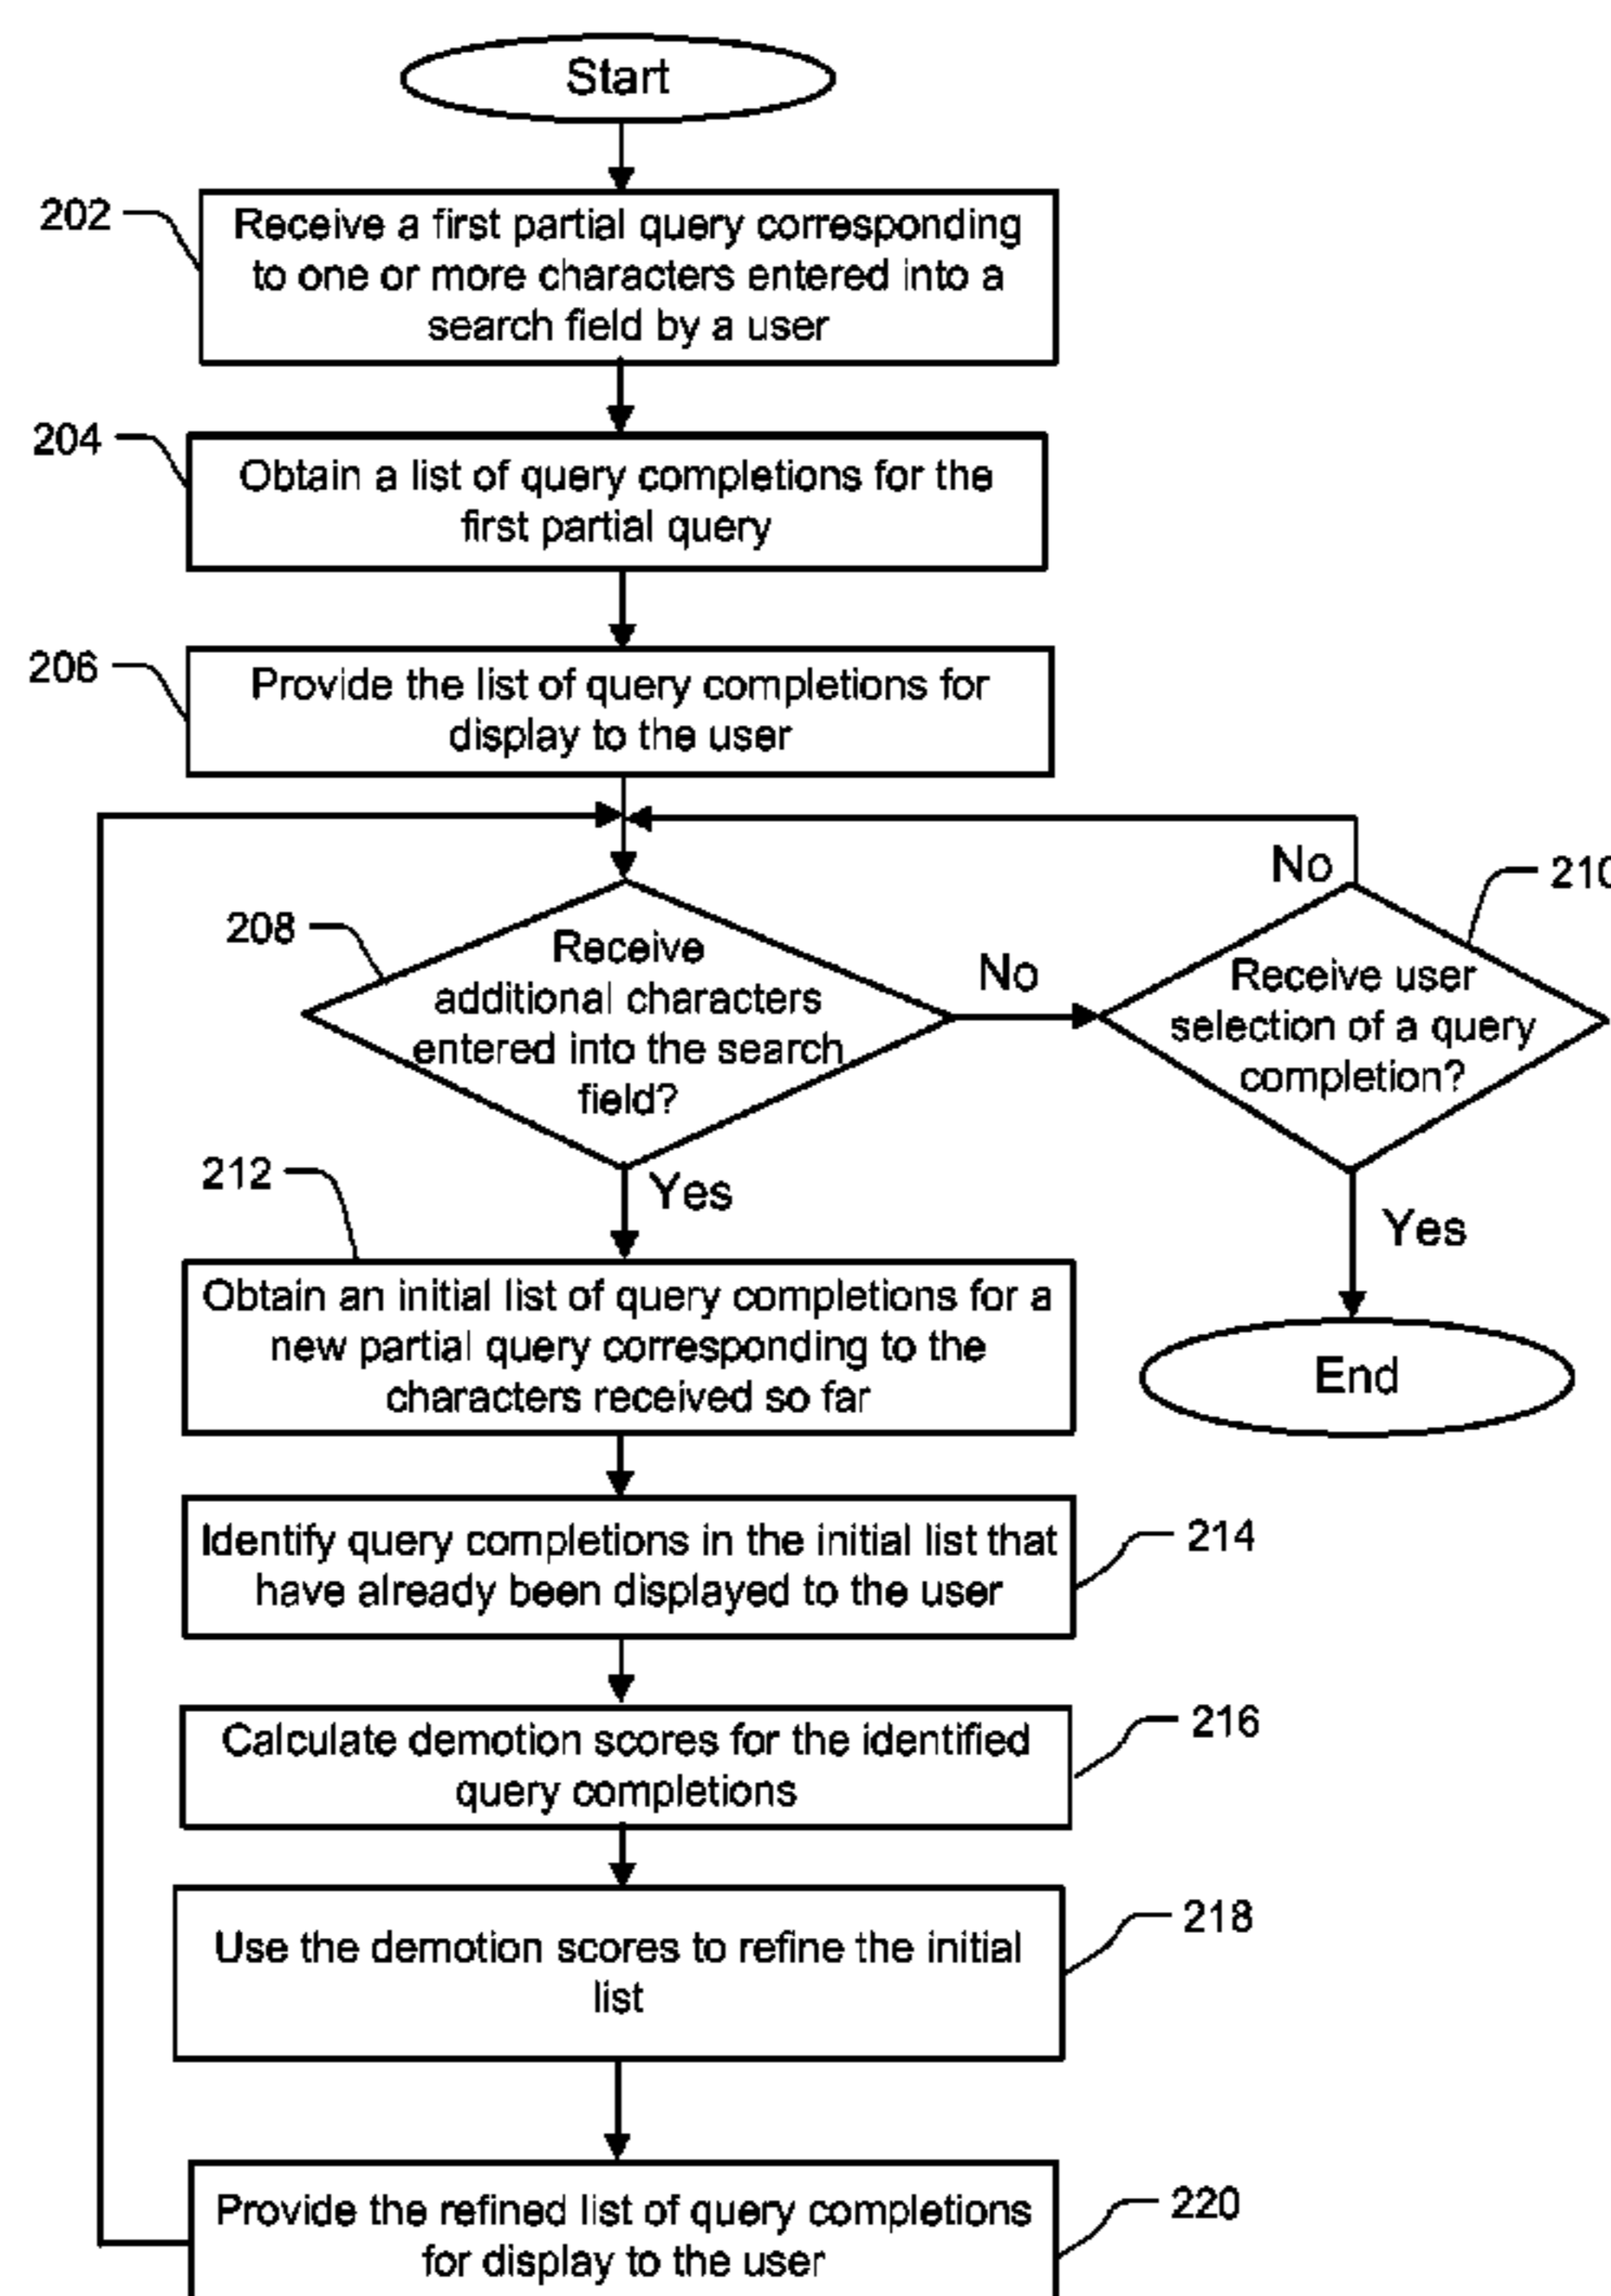 Start
202
Receive a first partial query corresponding
to one or more characters entered into a
search field by a user
204
Obtain a list of query completions for the
first partial query
206
Provide the list of query completions for
display to the user
208
Receive
additional characters
entered into the search
field?
No
No
210
Receive user
selection of a query
completion?
Yes
End
212
Yes
Obtain an initial list of query completions for a
new partial query corresponding to the
characters received so far
Identify query completions in the initial list that
have already been displayed to the user
214
Calculate demotion scores for the identified
query completions
216
Use the demotion scores to refine the initial
list
218
Provide the refined list of query completions
for display to the user
220